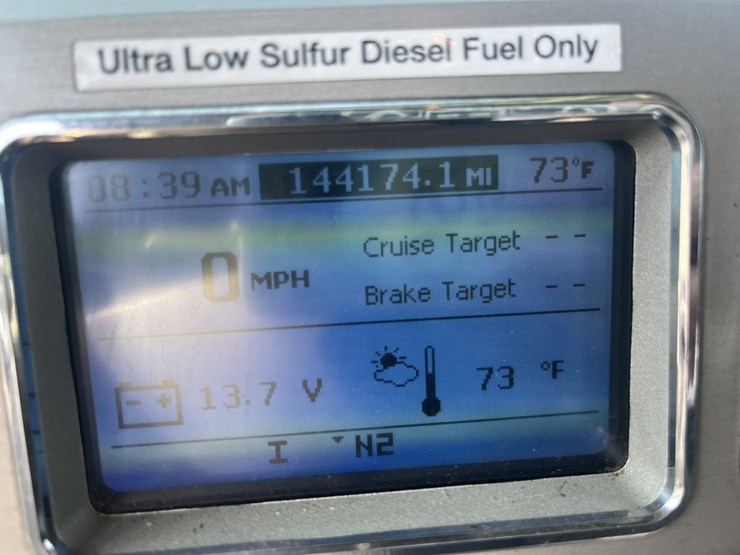 Ultra Low Sulfur Diesel Fuel Only
08:39 AM 144174.1 MI 73°F
Cruise Target - -
0 MPH
Brake Target - -
- + 13.7 V 73 °F
I N2